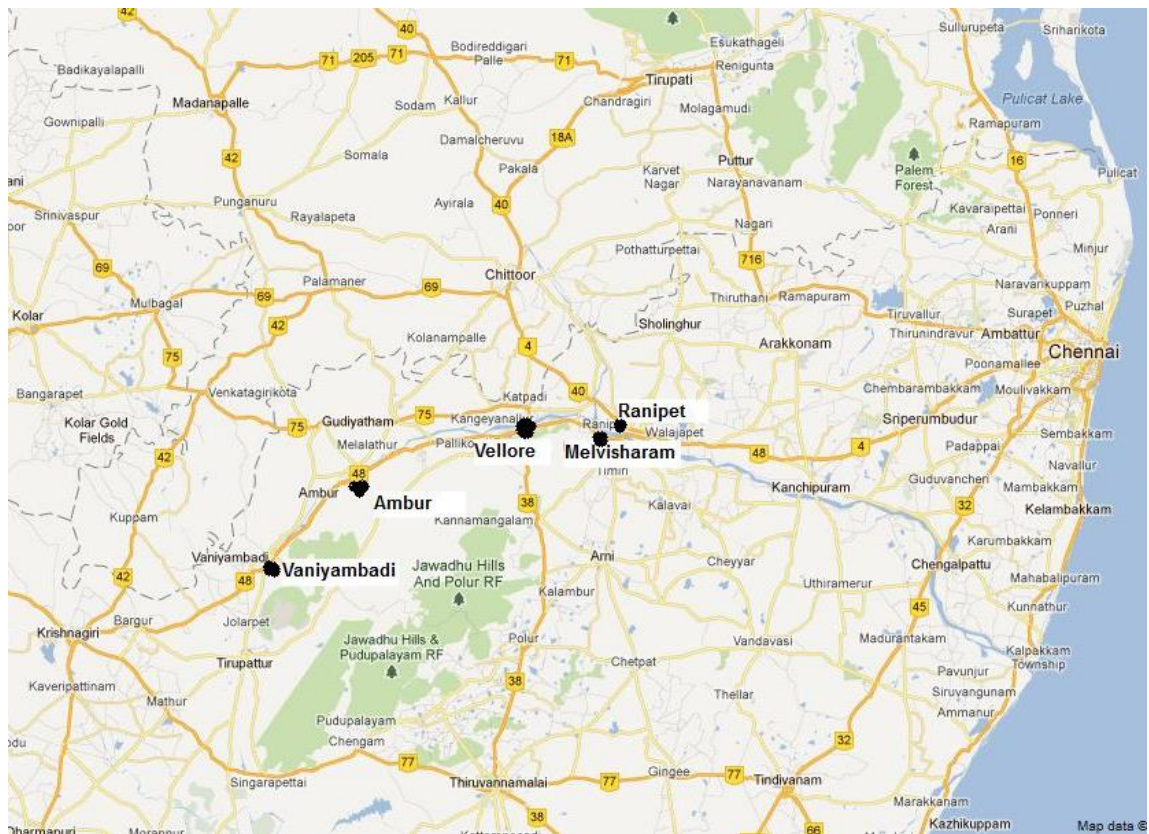 42
40
Sullurupeta
Sriharikota
Bodireddigari
Palle
Esukathageli
71
205
71
71
Renigunta
Badikayalapalli
Tirupati
Madanapalle
Sodam
Kallur
Chandragiri
Molagamudi
Pulicat Lake
Gownipalli
Ramapuram
Damalcheruvu
18A
42
Somala
Pakala
Puttur
16
Karvet
Nagar
Narayanavanam
Palem
Forest
Pulicat
ani
Srinivaspur
Punganuru
Rayalapeta
Ayirala
40
Kavaraipettai
Ponneri
oor
Nagari
Arani
Pothatturpettai
Minjur
69
716
Chittoor
Palamaner
69
Thiruthani
Ramapuram
Naravarikuppam
Mulbagal
69
Tiruvallur
Surapet
Puzhal
Kolar
42
Kolanampalle
Sholinghur
Thirunindravur
Ambattur
75
4
Arakkonam
Chennai
Poonamallee
Bangarapet
Venkatagirikota
Katpadi
40
Chembarambakkam
Moulivakkam
Kolar Gold
Fields
Gudiyatham
75
Kangeyanallur
Ranipet
Sriperumbudur
75
Ranip
Walajapet
Sembakkam
Melalathur
Palliko
Vellore
Melvisharam
48
4
Padappai
42
48
Timiri
Navallur
Ambur
Kanchipuram
Guduvancheri
Mambakkam
Ambur
38
Kalavai
32
Kelambakkam
Kuppam
Kannamangalam
Karumbakkam
Vaniyambadi
Arni
Cheyyar
Chengalpattu
Vaniyambadi
42
48
Jawadhu Hills
And Polur RF
Uthiramerur
Mahabalipuram
Kalambur
45
Kunnathur
Bargur
Jolarpet
Krishnagiri
Jawadhu Hills &
Pudupalayam RF
Polur
Vandavasi
Madurantakam
Kalpakkam
Township
Tirupattur
Chetpat
Kaveripattinam
38
Pavunjur
Mathur
Thellar
Siruvangunam
Ammanur
Pudupalayam
odu
Chengam
32
77
Singarapettai
Thiruvannamalai
77
Gingee
77
Tindivanam
Marakkanam
38
Kazhikuppam
66
Map data ©